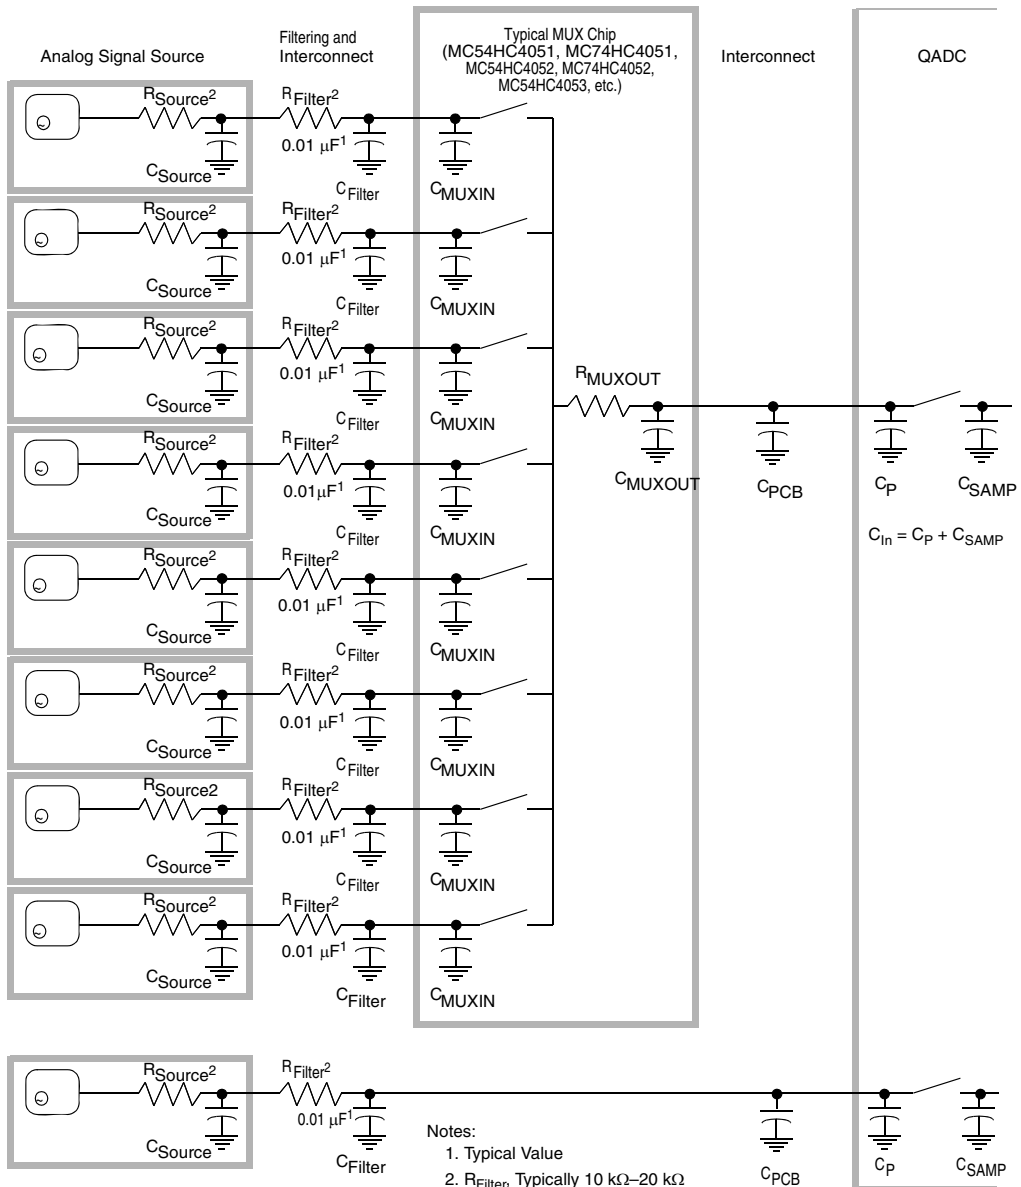 Analog Signal Source
Filtering and
Interconnect
Typical MUX Chip
(MC54HC4051, MC74HC4051,
MC54HC4052, MC74HC4052,
MC54HC4053, etc.)
Interconnect
QADC
RSource2
RFilter2
0.01 μF1
CSource
CFilter
CMUXIN
RSource2
RFilter2
0.01 μF1
CSource
CFilter
CMUXIN
RSource2
RFilter2
0.01 μF1
CSource
CFilter
CMUXIN
RMUXOUT
CMUXOUT
CPCB
CP
CSAMP
CIn = CP + CSAMP
RSource2
RFilter2
0.01μF1
CSource
CFilter
CMUXIN
RSource2
RFilter2
0.01 μF1
CSource
CFilter
CMUXIN
RSource2
RFilter2
0.01 μF1
CSource
CFilter
CMUXIN
RSource2
RFilter2
0.01 μF1
CSource
CFilter
CMUXIN
RSource2
RFilter2
0.01 μF1
CSource
CFilter
CMUXIN
RSource2
RFilter2
0.01 μF1
CSource
CFilter
CPCB
CP
CSAMP
Notes:
1. Typical Value
2. RFilter, Typically 10 kΩ–20 kΩ